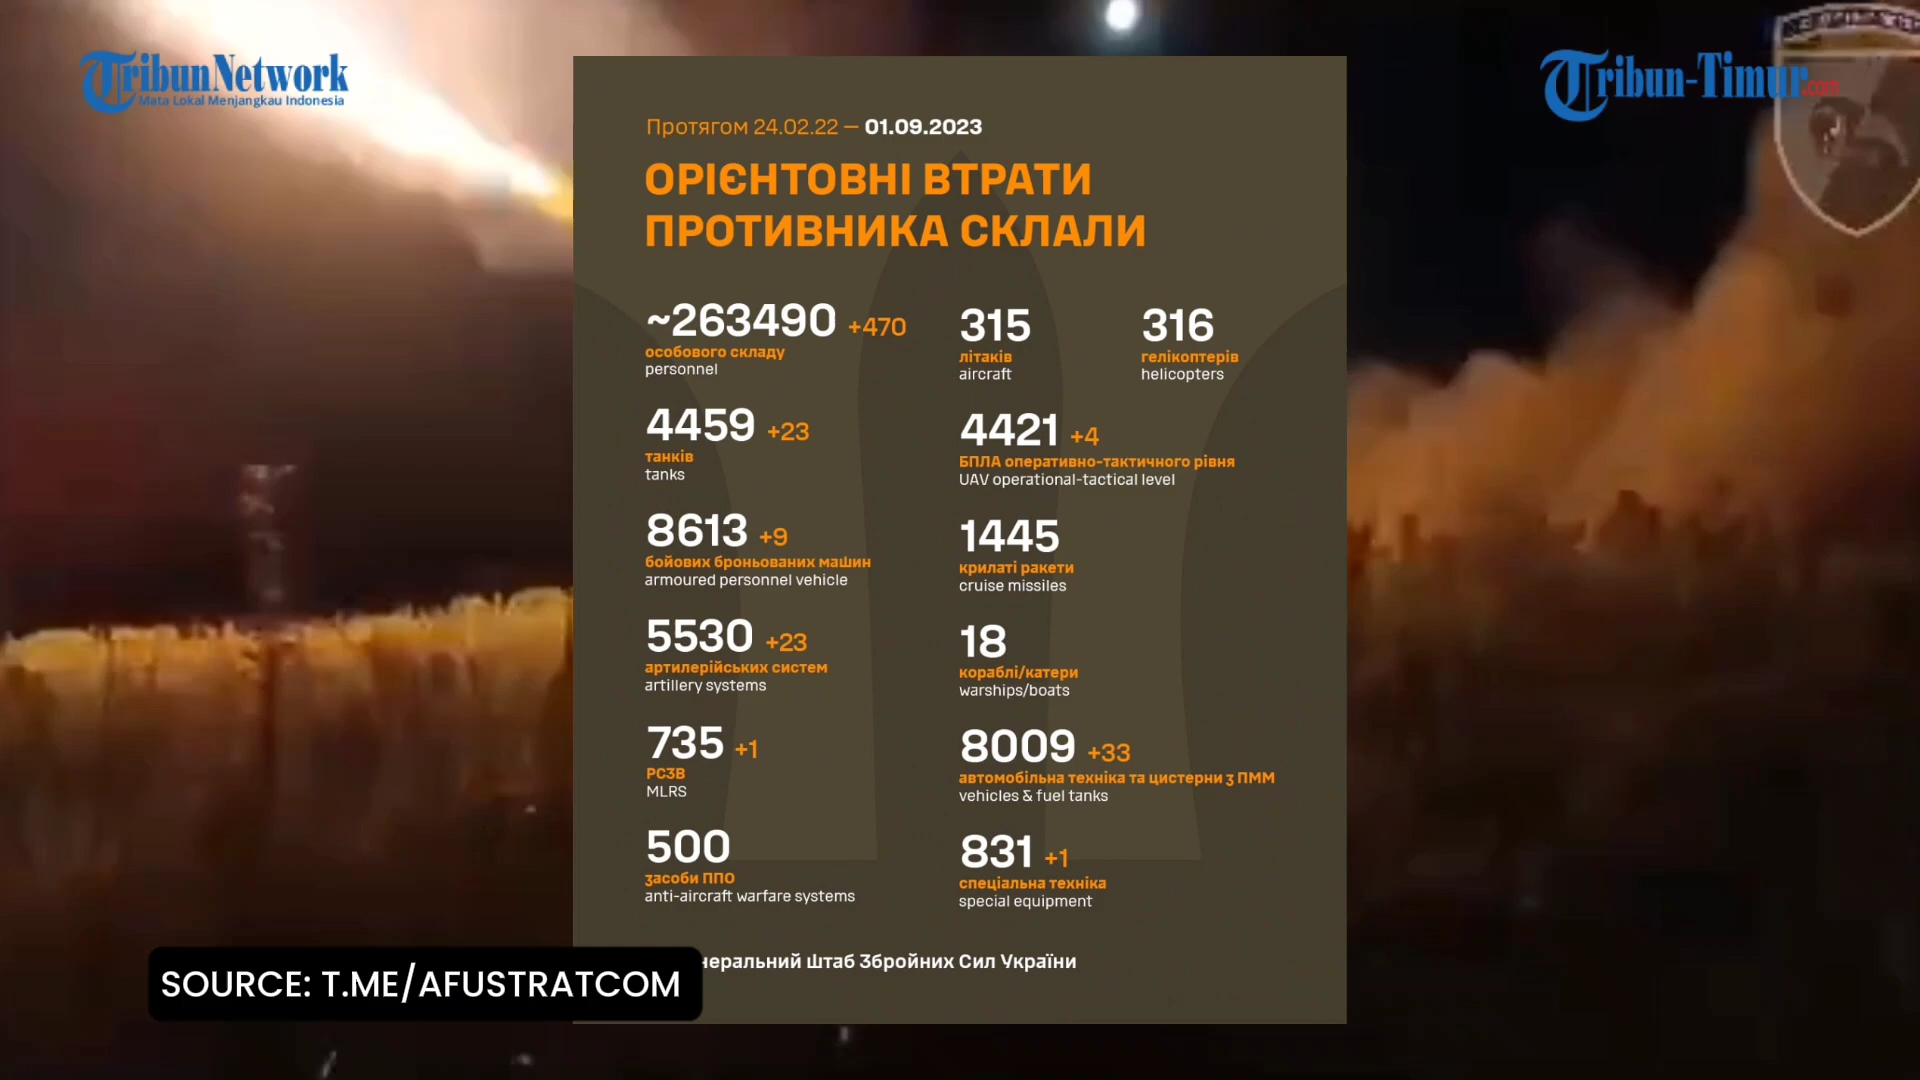 TribunNetwork
Mata Lokal Menjangkau Indonesia
Tribun-Timur.com
Протягом 24.02.22 — 01.09.2023
ОРІЄНТОВНІ ВТРАТИ
ПРОТИВНИКА СКЛАЛИ
~263490 +470
особового складу
personnel
315
літаків
aircraft
316
гелікоптерів
helicopters
4459 +23
танків
tanks
4421 +4
БПЛА оперативно-тактичного рівня
UAV operational-tactical level
8613 +9
бойових броньованих машин
armoured personnel vehicle
1445
крилаті ракети
cruise missiles
5530 +23
артилерійських систем
artillery systems
18
кораблі/катери
warships/boats
735 +1
РСЗВ
MLRS
8009 +33
автомобільна техніка та цистерни з ПММ
vehicles & fuel tanks
500
засоби ППО
anti-aircraft warfare systems
831 +1
спеціальна техніка
special equipment
Штаб Збройних Сил України
SOURCE: T.ME/AFUSTRATCOM